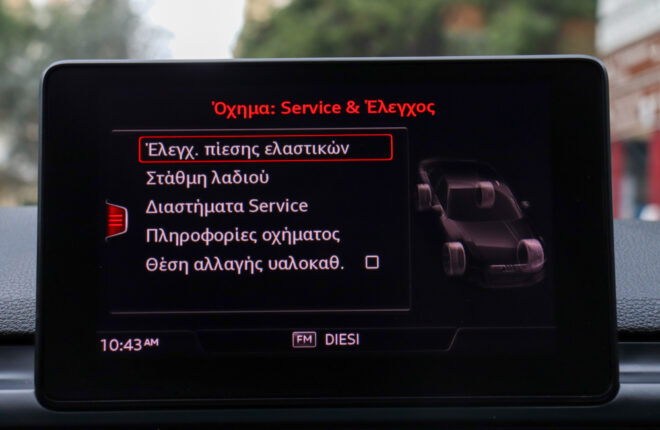 Όχημα: Service & Έλεγχος
Έλεγχ. πίεσης ελαστικών
Στάθμη λαδιού
Διαστήματα Service
Πληροφορίες οχήματος
Θέση αλλαγής υαλοκαθ.
10:43AM
FM DIESI